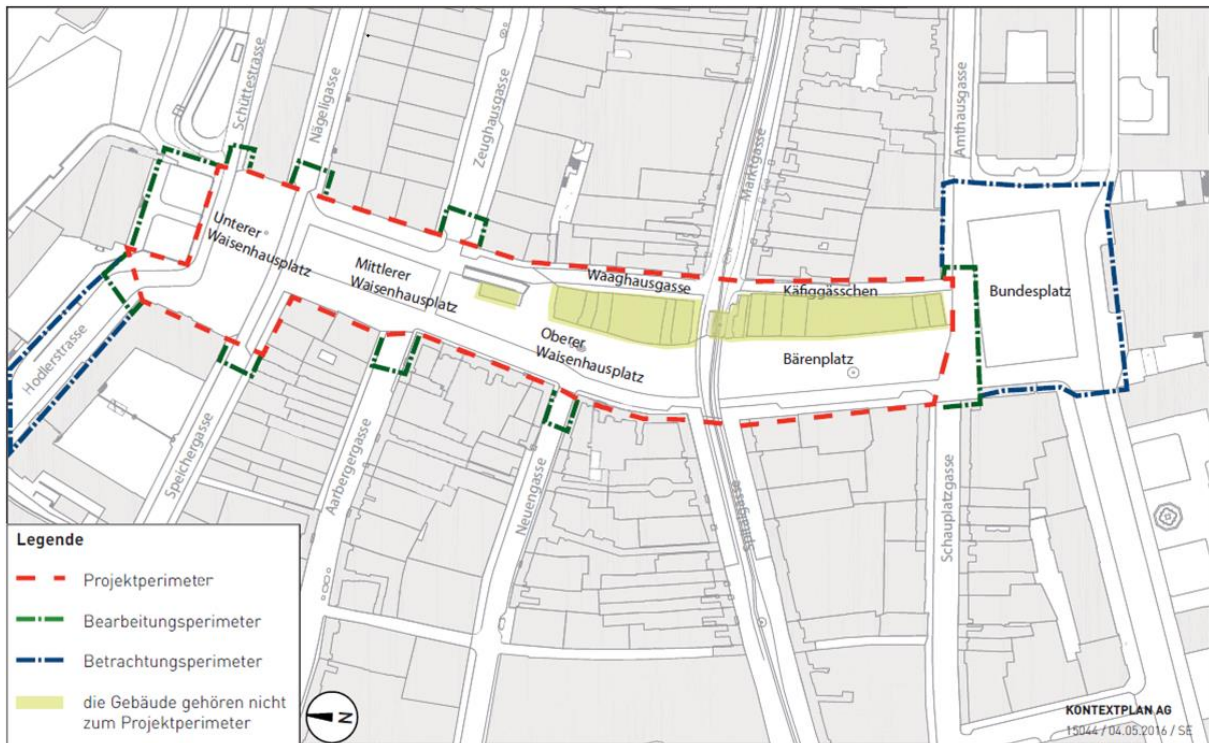 Schüttestrasse
Nägeligasse
Zeughausgasse
Marktgasse
Amthausgasse
Unterer
Waisenhausplatz
Mittlerer
Waisenhausplatz
Waaghausgasse
Käfiggässchen
Bundesplatz
Oberer
Waisenhausplatz
Bärenplatz
Hodlerstrasse
Speichergasse
Aarbergergasse
Neuengasse
Spitalgasse
Schauplatzgasse
Legende
Projektperimeter
Bearbeitungsperimeter
Betrachtungsperimeter
die Gebäude gehören nicht
zum Projektperimeter
N
KONTEXTPLAN AG
15044 / 04.05.2016 / SE